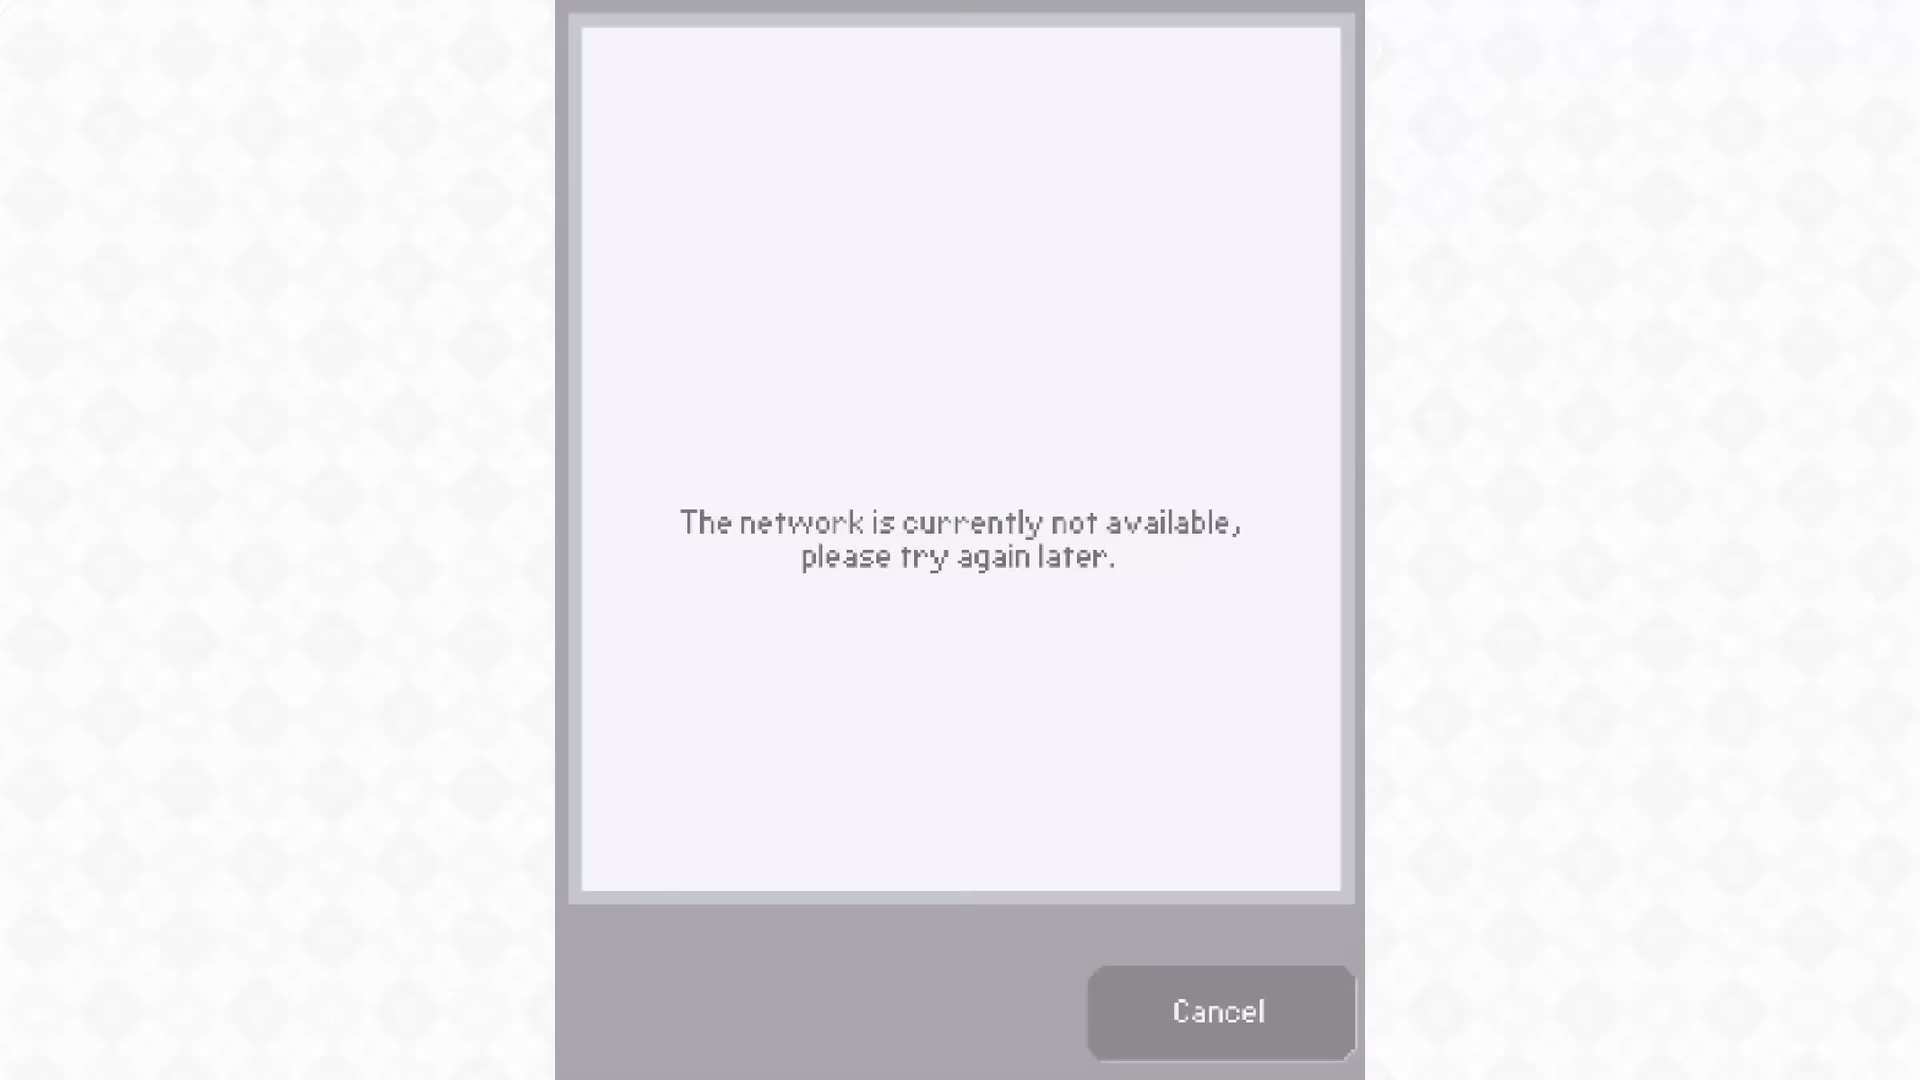 The network is currently not available,
please try again later.
Cancel